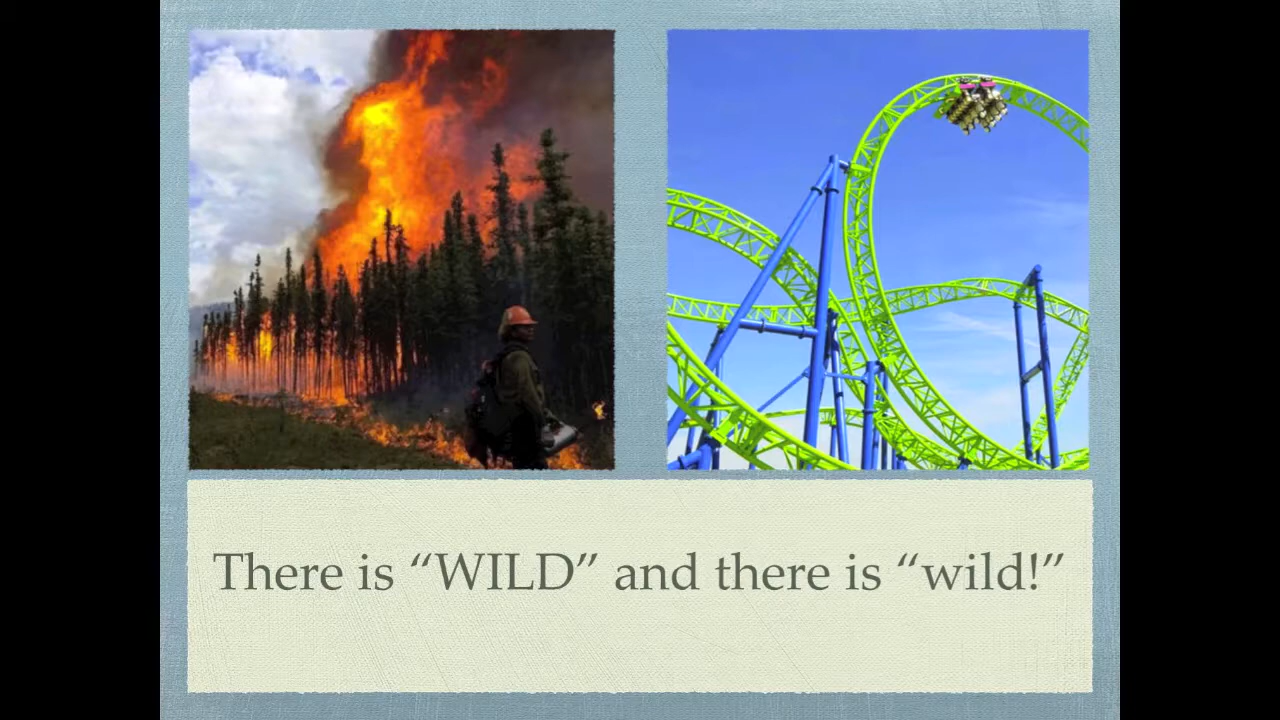 There is “WILD” and there is “wild!”